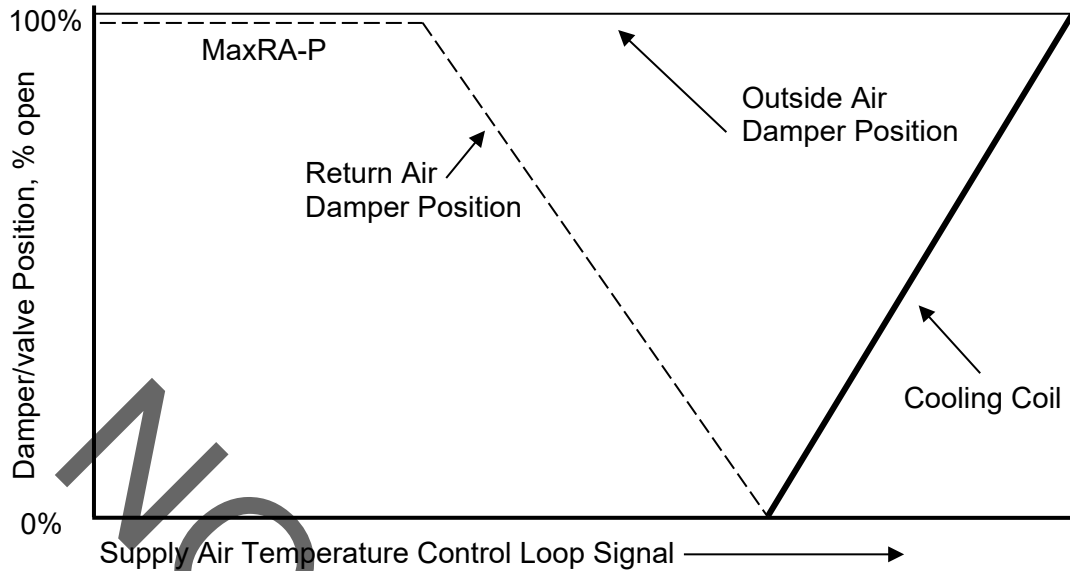 100%
MaxRA-P
Outside Air
Damper Position
Return Air
Damper Position
Damper/valve Position, % open
Cooling Coil
0%
Supply Air Temperature Control Loop Signal
NO